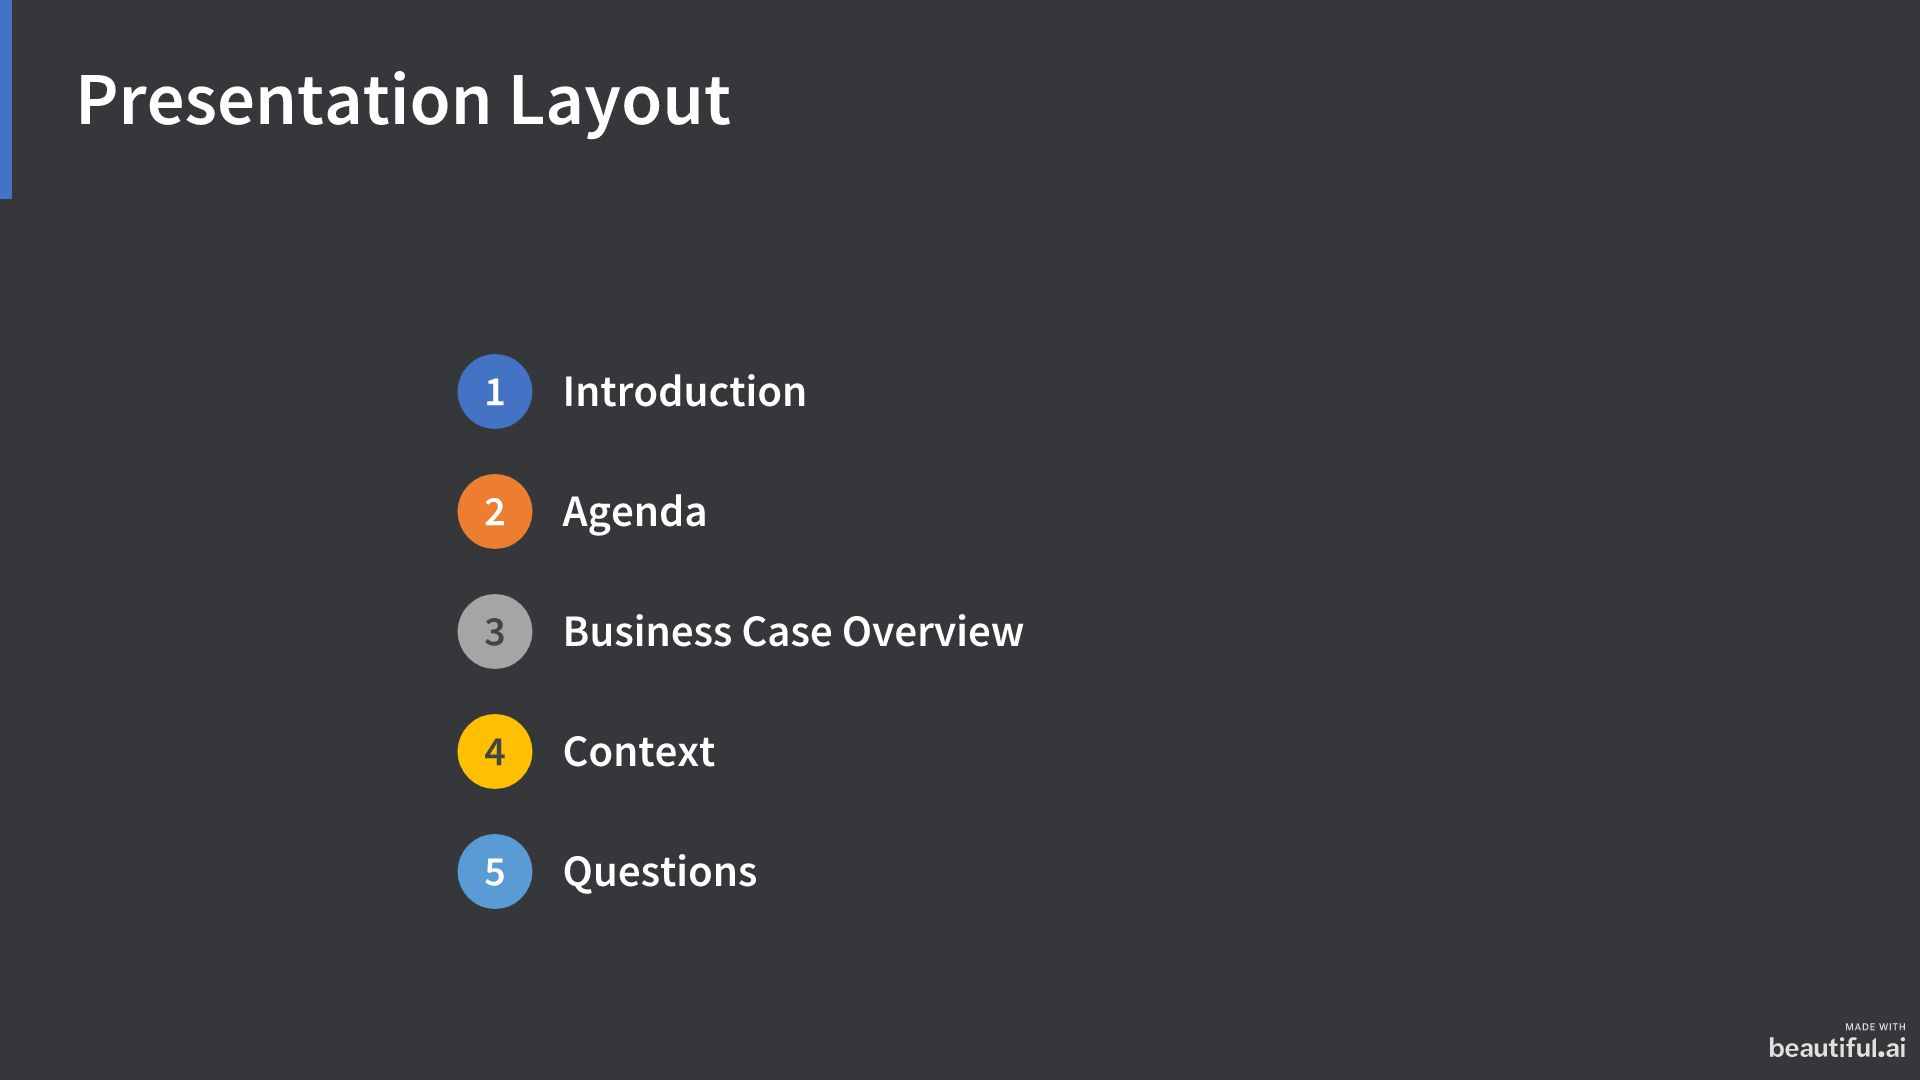 Presentation Layout
1 Introduction
2 Agenda
3 Business Case Overview
4 Context
5 Questions
MADE WITH
beautiful.ai